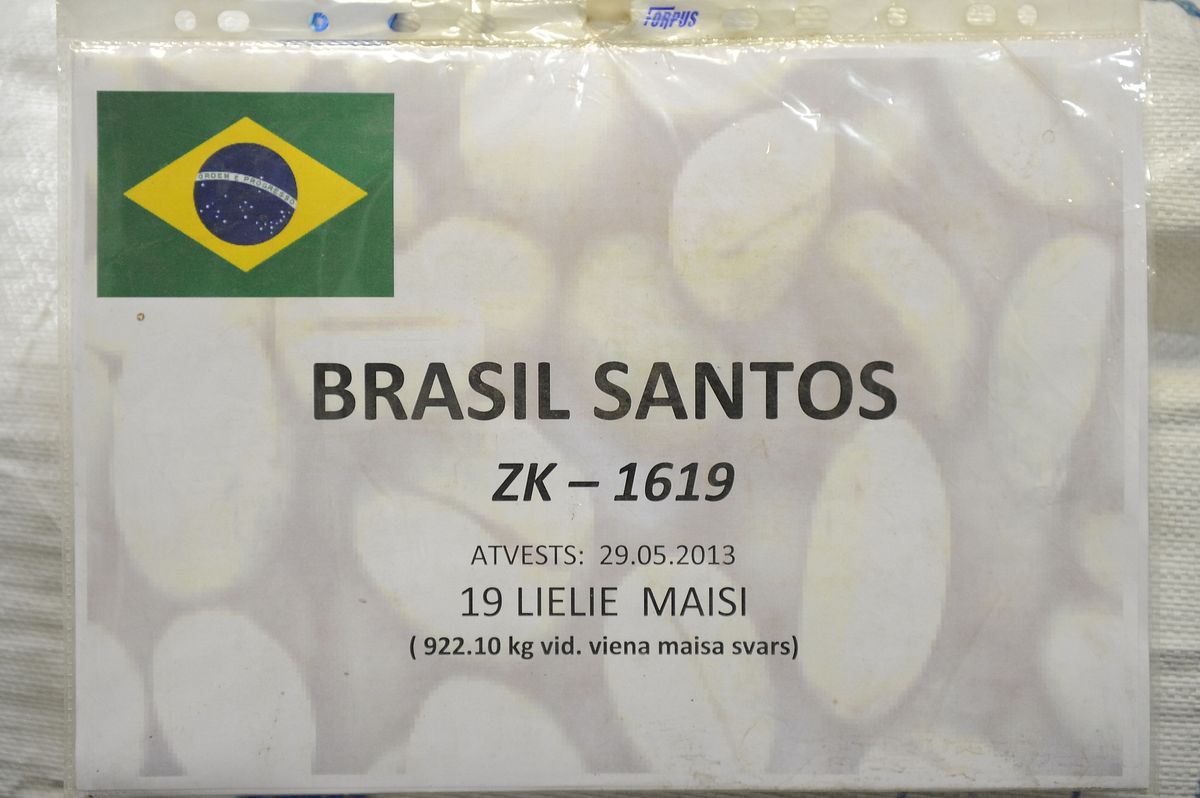 FORPUS
ORDEM E PROGRESSO
BRASIL SANTOS
ZK – 1619
ATVESTS: 29.05.2013
19 LIELIE MAISI
( 922.10 kg vid. viena maisa svars)